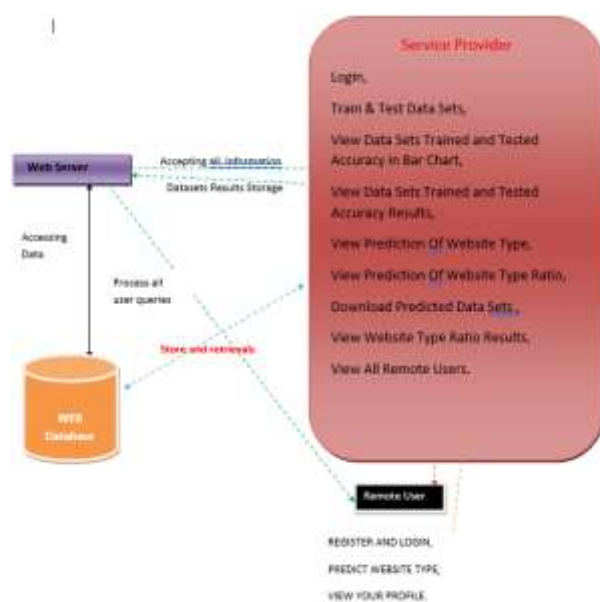 Service Provider
Login,
Train & Test Data Sets,
View Data Sets Trained and Tested
Accuracy in Bar Chart,
View Data Sets Trained and Tested
Accuracy Results,
View Prediction Of Website Type,
View Prediction Of Website Type Ratio,
Download Predicted Data Sets,
View Website Type Ratio Results,
View All Remote Users.
Web Server
Accepting all Information
Datasets Results Storage
Accessing
Data
Process all
user queries
Store and retrievals
WEB
Database
Remote User
REGISTER AND LOGIN,
PREDICT WEBSITE TYPE,
VIEW YOUR PROFILE.